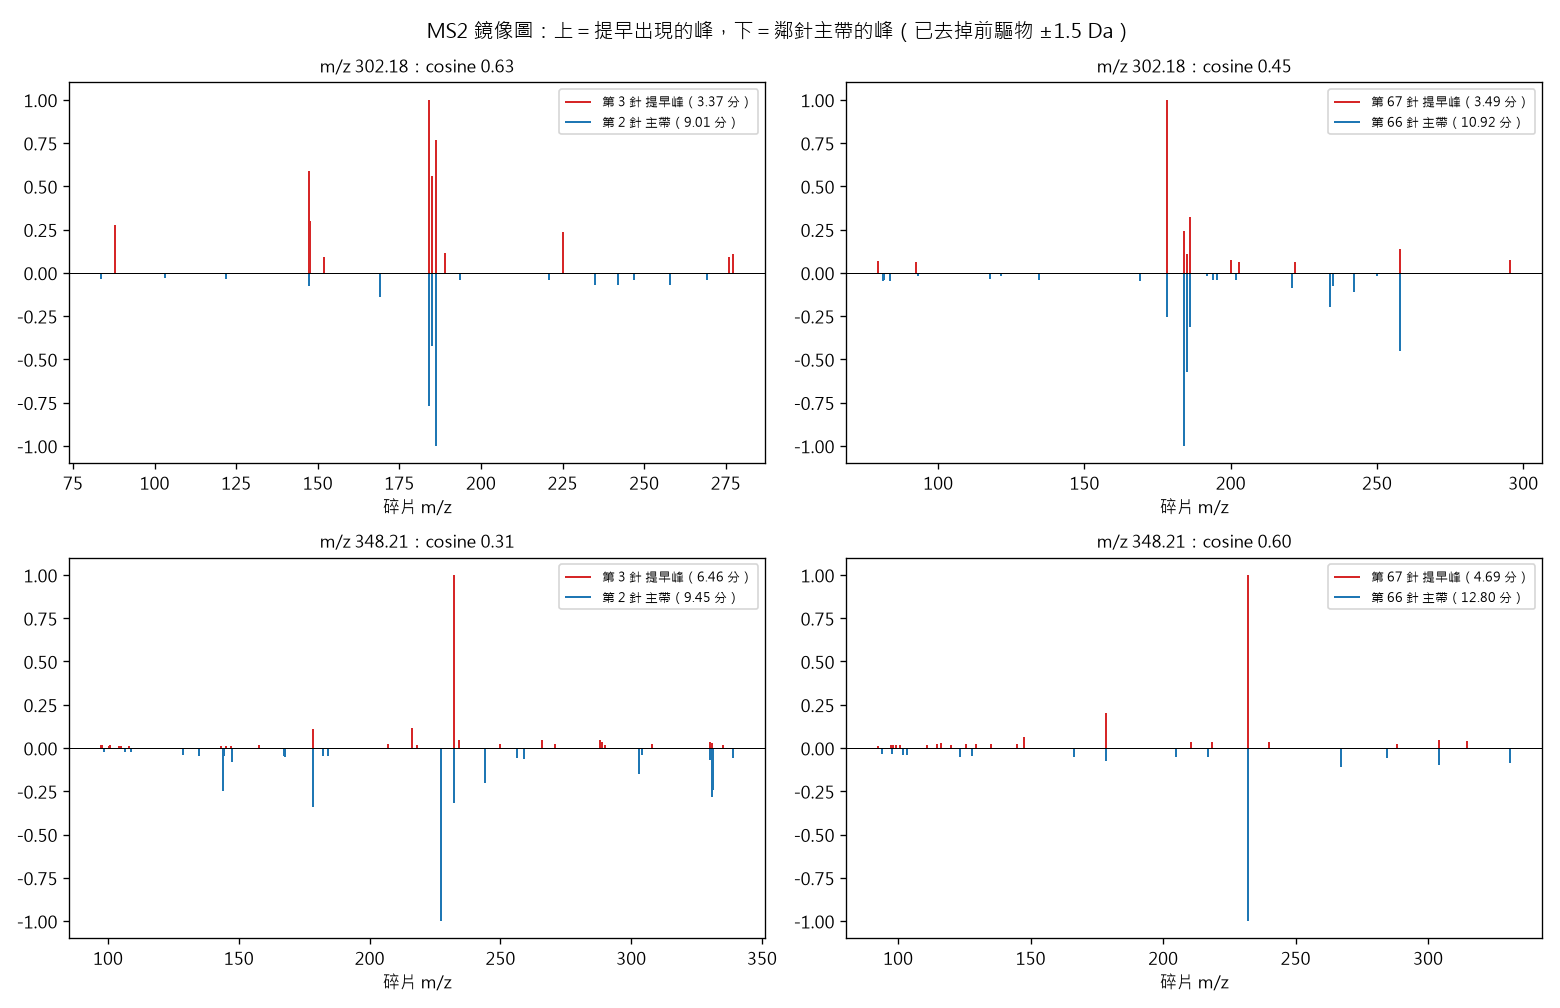 MS2 鏡像圖：上＝提早出現的峰，下＝鄰針主帶的峰（已去掉前驅物 ±1.5 Da）
m/z 302.18：cosine 0.63
1.00
0.75
0.50
0.25
0.00
-0.25
-0.50
-0.75
-1.00
第 3 針 提早峰（3.37 分）
第 2 針 主帶（9.01 分）
75 100 125 150 175 200 225 250 275
碎片 m/z
m/z 302.18：cosine 0.45
1.00
0.75
0.50
0.25
0.00
-0.25
-0.50
-0.75
-1.00
第 67 針 提早峰（3.49 分）
第 66 針 主帶（10.92 分）
100 150 200 250 300
碎片 m/z
m/z 348.21：cosine 0.31
1.00
0.75
0.50
0.25
0.00
-0.25
-0.50
-0.75
-1.00
第 3 針 提早峰（6.46 分）
第 2 針 主帶（9.45 分）
100 150 200 250 300 350
碎片 m/z
m/z 348.21：cosine 0.60
1.00
0.75
0.50
0.25
0.00
-0.25
-0.50
-0.75
-1.00
第 67 針 提早峰（4.69 分）
第 66 針 主帶（12.80 分）
100 150 200 250 300
碎片 m/z